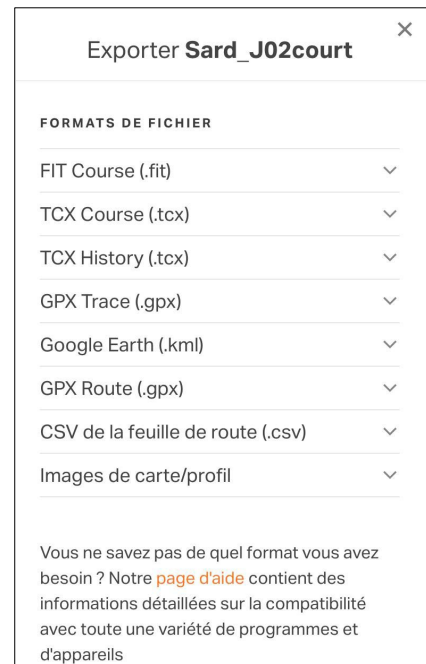 Exporter Sard_J02court
FORMATS DE FICHIER
FIT Course (.fit)
TCX Course (.tcx)
TCX History (.tcx)
GPX Trace (.gpx)
Google Earth (.kml)
GPX Route (.gpx)
CSV de la feuille de route (.csv)
Images de carte/profil
Vous ne savez pas de quel format vous avez
besoin ? Notre page d'aide contient des
informations détaillées sur la compatibilité
avec toute une variété de programmes et
d'appareils